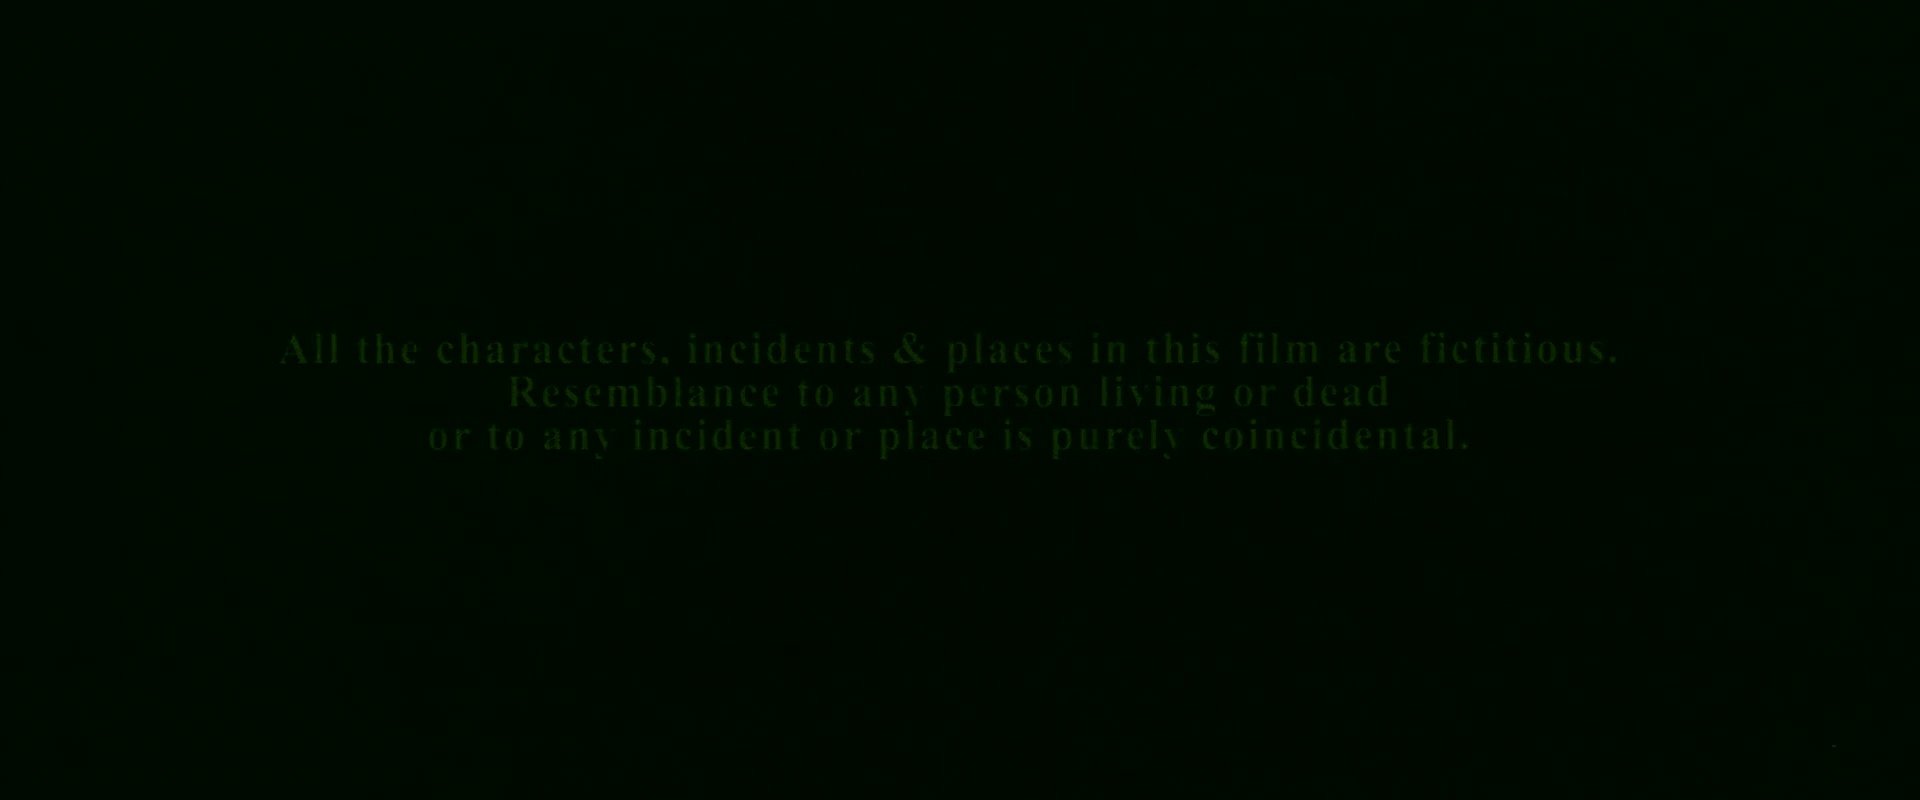 All the characters, incidents & places in this film are fictitious.
Resemblance to any person living or dead
or to any incident or place is purely coincidental.